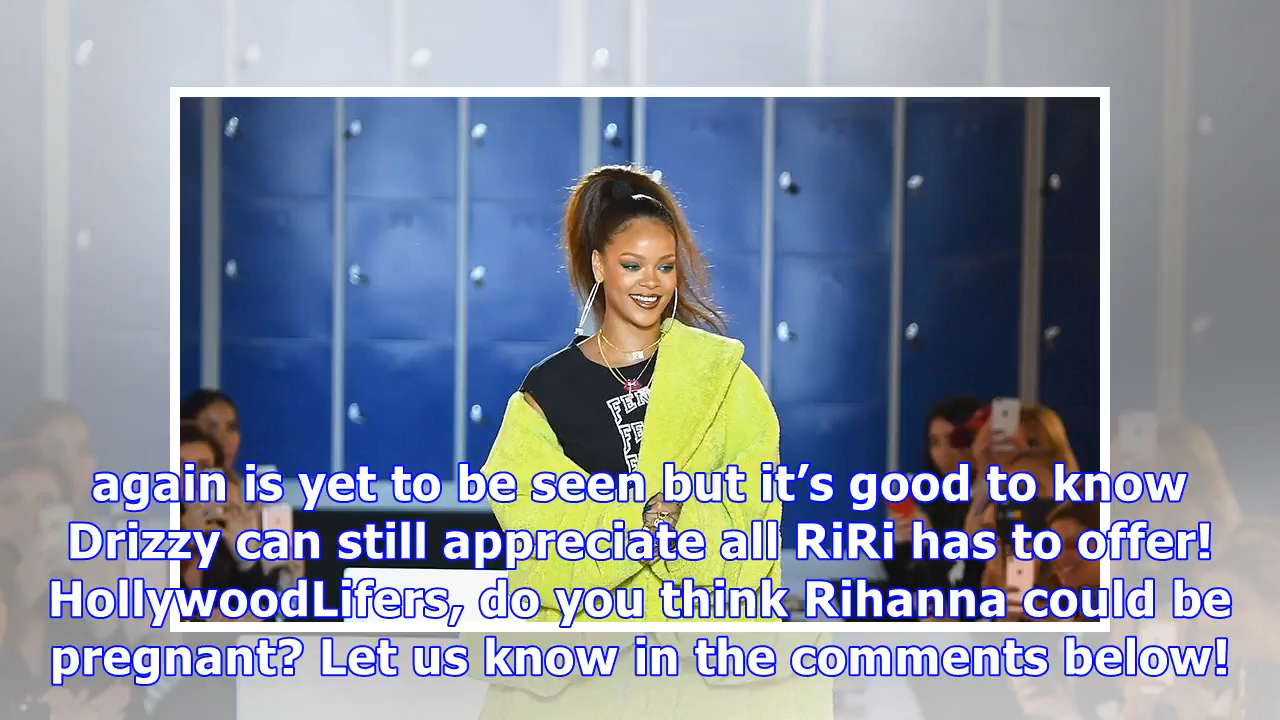 again is yet to be seen but it’s good to know
Drizzy can still appreciate all RiRi has to offer!
HollywoodLifers, do you think Rihanna could be
pregnant? Let us know in the comments below!